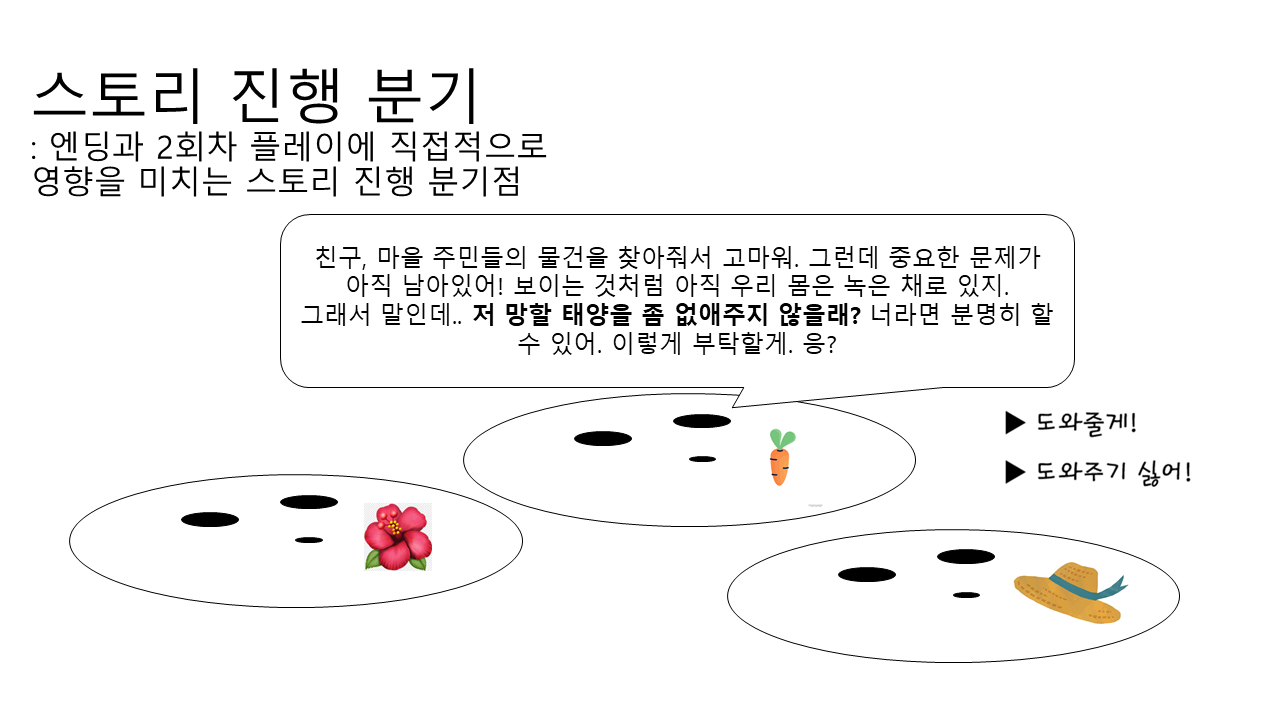 스토리 진행 분기
: 엔딩과 2회차 플레이에 직접적으로
영향을 미치는 스토리 진행 분기점
친구, 마을 주민들의 물건을 찾아줘서 고마워. 그런데 중요한 문제가
아직 남아있어! 보이는 것처럼 아직 우리 몸은 녹은 채로 있지.
그래서 말인데.. 저 망할 태양을 좀 없애주지 않을래? 너라면 분명히 할
수 있어. 이렇게 부탁할게. 응?
▶ 도와줄게!
▶ 도와주기 싫어!